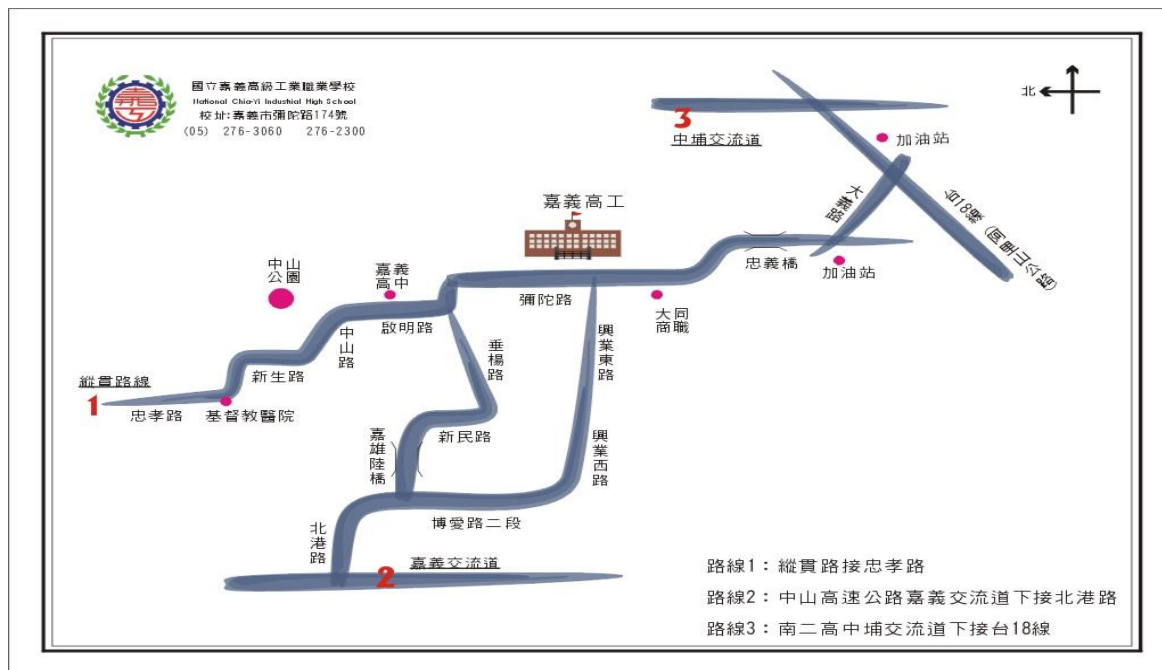 國立嘉義高級工業職業學校
National Chia-Yi Industrial High School
校址:嘉義市彌陀路174號
(05) 276-3060 276-2300
北
3
中埔交流道
加油站
大義路
台18線（阿里山公路）
嘉義高工
忠義橋
加油站
中山
公園
嘉義
高中
彌陀路
大同
商職
啟明路
中山路
新生路
垂楊路
興業東路
縱貫路線
1
忠孝路
基督教醫院
嘉雄陸橋
新民路
興業西路
北港路
博愛路二段
2
嘉義交流道
路線1：縱貫路接忠孝路
路線2：中山高速公路嘉義交流道下接北港路
路線3：南二高中埔交流道下接台18線